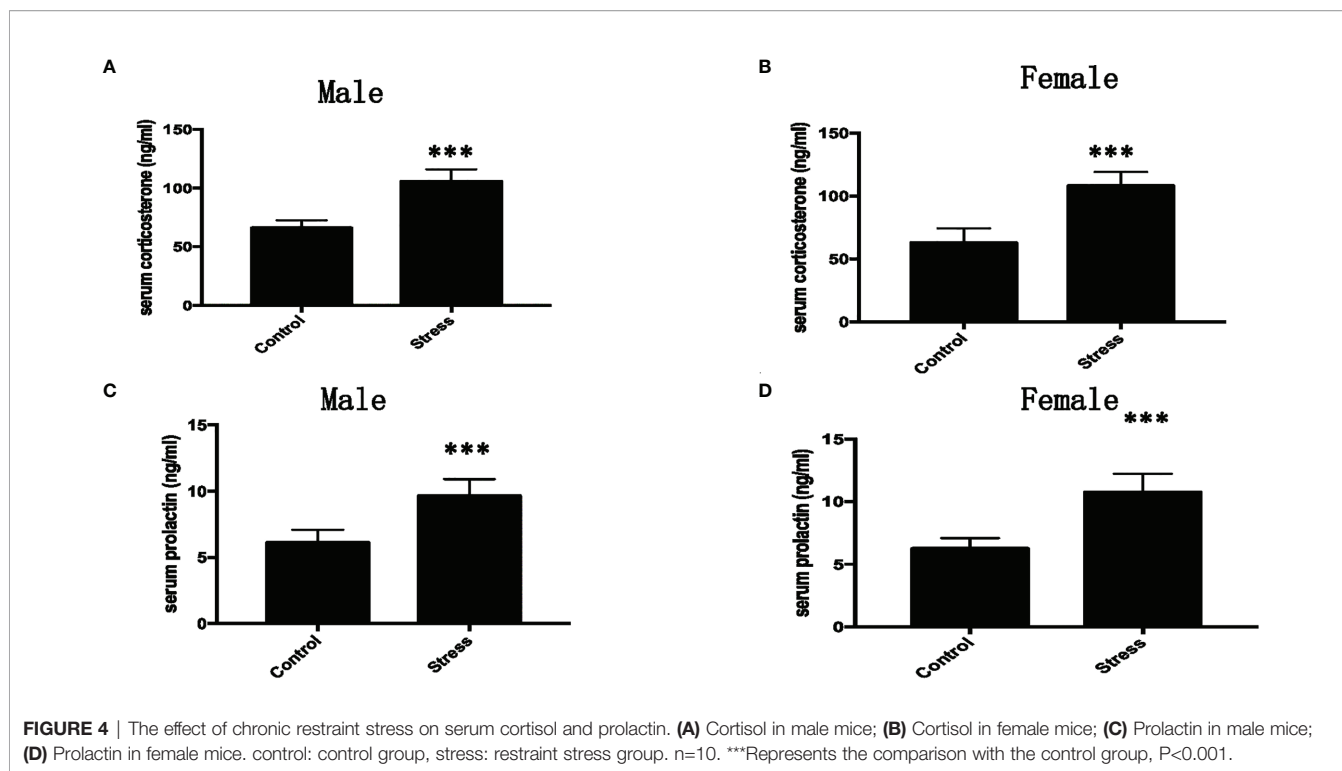 A
Male
serum corticosterone (ng/ml)
150
100
50
0
***
Control
Stress
B
Female
serum corticosterone (ng/ml)
150
100
50
0
***
Control
Stress
C
Male
serum prolactin (ng/ml)
15
10
5
0
***
Control
Stress
D
Female
serum prolactin (ng/ml)
15
10
5
0
***
Control
Stress
FIGURE 4 | The effect of chronic restraint stress on serum cortisol and prolactin. (A) Cortisol in male mice; (B) Cortisol in female mice; (C) Prolactin in male mice;
(D) Prolactin in female mice. control: control group, stress: restraint stress group. n=10. ***Represents the comparison with the control group, P<0.001.